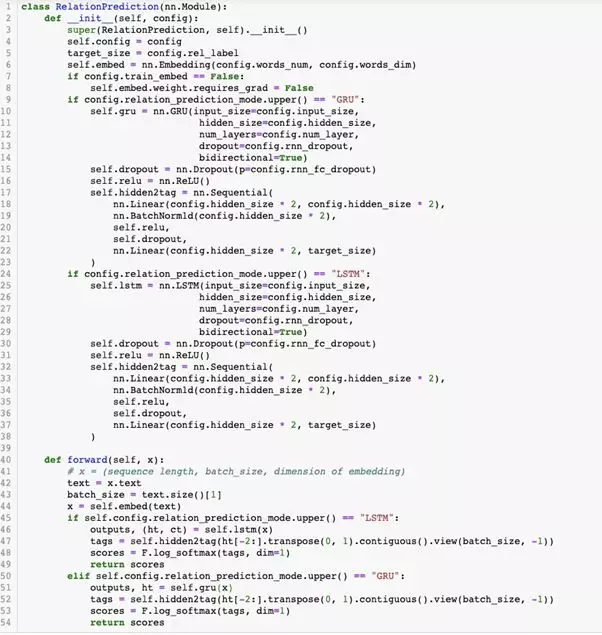 1 class RelationPrediction(nn.Module):
2     def __init__(self, config):
3         super(RelationPrediction, self).__init__()
4         self.config = config
5         target_size = config.rel_label
6         self.embed = nn.Embedding(config.words_num, config.words_dim)
7         if config.train_embed == False:
8             self.embed.weight.requires_grad = False
9         if config.relation_prediction_mode.upper() == "GRU":
10             self.gru = nn.GRU(input_size=config.input_size,
11                               hidden_size=config.hidden_size,
12                               num_layers=config.num_layer,
13                               dropout=config.rnn_dropout,
14                               bidirectional=True)
15             self.dropout = nn.Dropout(p=config.rnn_fc_dropout)
16             self.relu = nn.ReLU()
17             self.hidden2tag = nn.Sequential(
18                 nn.Linear(config.hidden_size * 2, config.hidden_size * 2),
19                 nn.BatchNorm1d(config.hidden_size * 2),
20                 self.relu,
21                 self.dropout,
22                 nn.Linear(config.hidden_size * 2, target_size)
23             )
24         if config.relation_prediction_mode.upper() == "LSTM":
25             self.lstm = nn.LSTM(input_size=config.input_size,
26                               hidden_size=config.hidden_size,
27                               num_layers=config.num_layer,
28                               dropout=config.rnn_dropout,
29                               bidirectional=True)
30             self.dropout = nn.Dropout(p=config.rnn_fc_dropout)
31             self.relu = nn.ReLU()
32             self.hidden2tag = nn.Sequential(
33                 nn.Linear(config.hidden_size * 2, config.hidden_size * 2),
34                 nn.BatchNorm1d(config.hidden_size * 2),
35                 self.relu,
36                 self.dropout,
37                 nn.Linear(config.hidden_size * 2, target_size)
38             )
39
40     def forward(self, x):
41         # x = (sequence length, batch_size, dimension of embedding)
42         text = x.text
43         batch_size = text.size()[1]
44         x = self.embed(text)
45         if self.config.relation_prediction_mode.upper() == "LSTM":
46             outputs, (ht, ct) = self.lstm(x)
47             tags = self.hidden2tag(ht[-2:].transpose(0, 1).contiguous().view(batch_size, -1))
48             scores = F.log_softmax(tags, dim=1)
49             return scores
50         elif self.config.relation_prediction_mode.upper() == "GRU":
51             outputs, ht = self.gru(x)
52             tags = self.hidden2tag(ht[-2:].transpose(0, 1).contiguous().view(batch_size, -1))
53             scores = F.log_softmax(tags, dim=1)
54             return scores